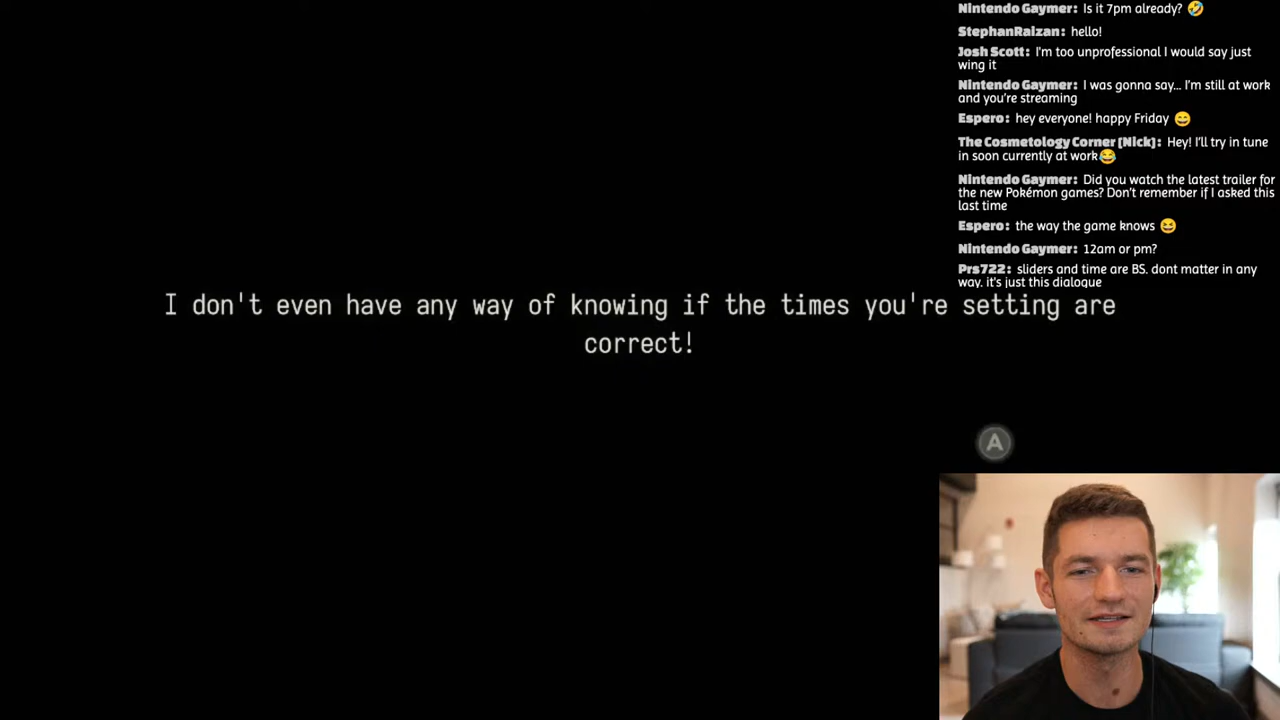 Nintendo Gaymer: Is it 7pm already? 🤣
StephanRaizan: hello!
Josh Scott: I'm too unprofessional I would say just
wing it
Nintendo Gaymer: I was gonna say... I'm still at work
and you're streaming
Espero: hey everyone! happy Friday 😄
The Cosmetology Corner [Nick]: Hey! I'll try in tune
in soon currently at work😂
Nintendo Gaymer: Did you watch the latest trailer for
the new Pokémon games? Don't remember if I asked this
last time
Espero: the way the game knows 😆
Nintendo Gaymer: 12am or pm?
Prs722: sliders and time are BS. dont matter in any
way. it's just this dialogue
I don't even have any way of knowing if the times you're setting are
correct!
A